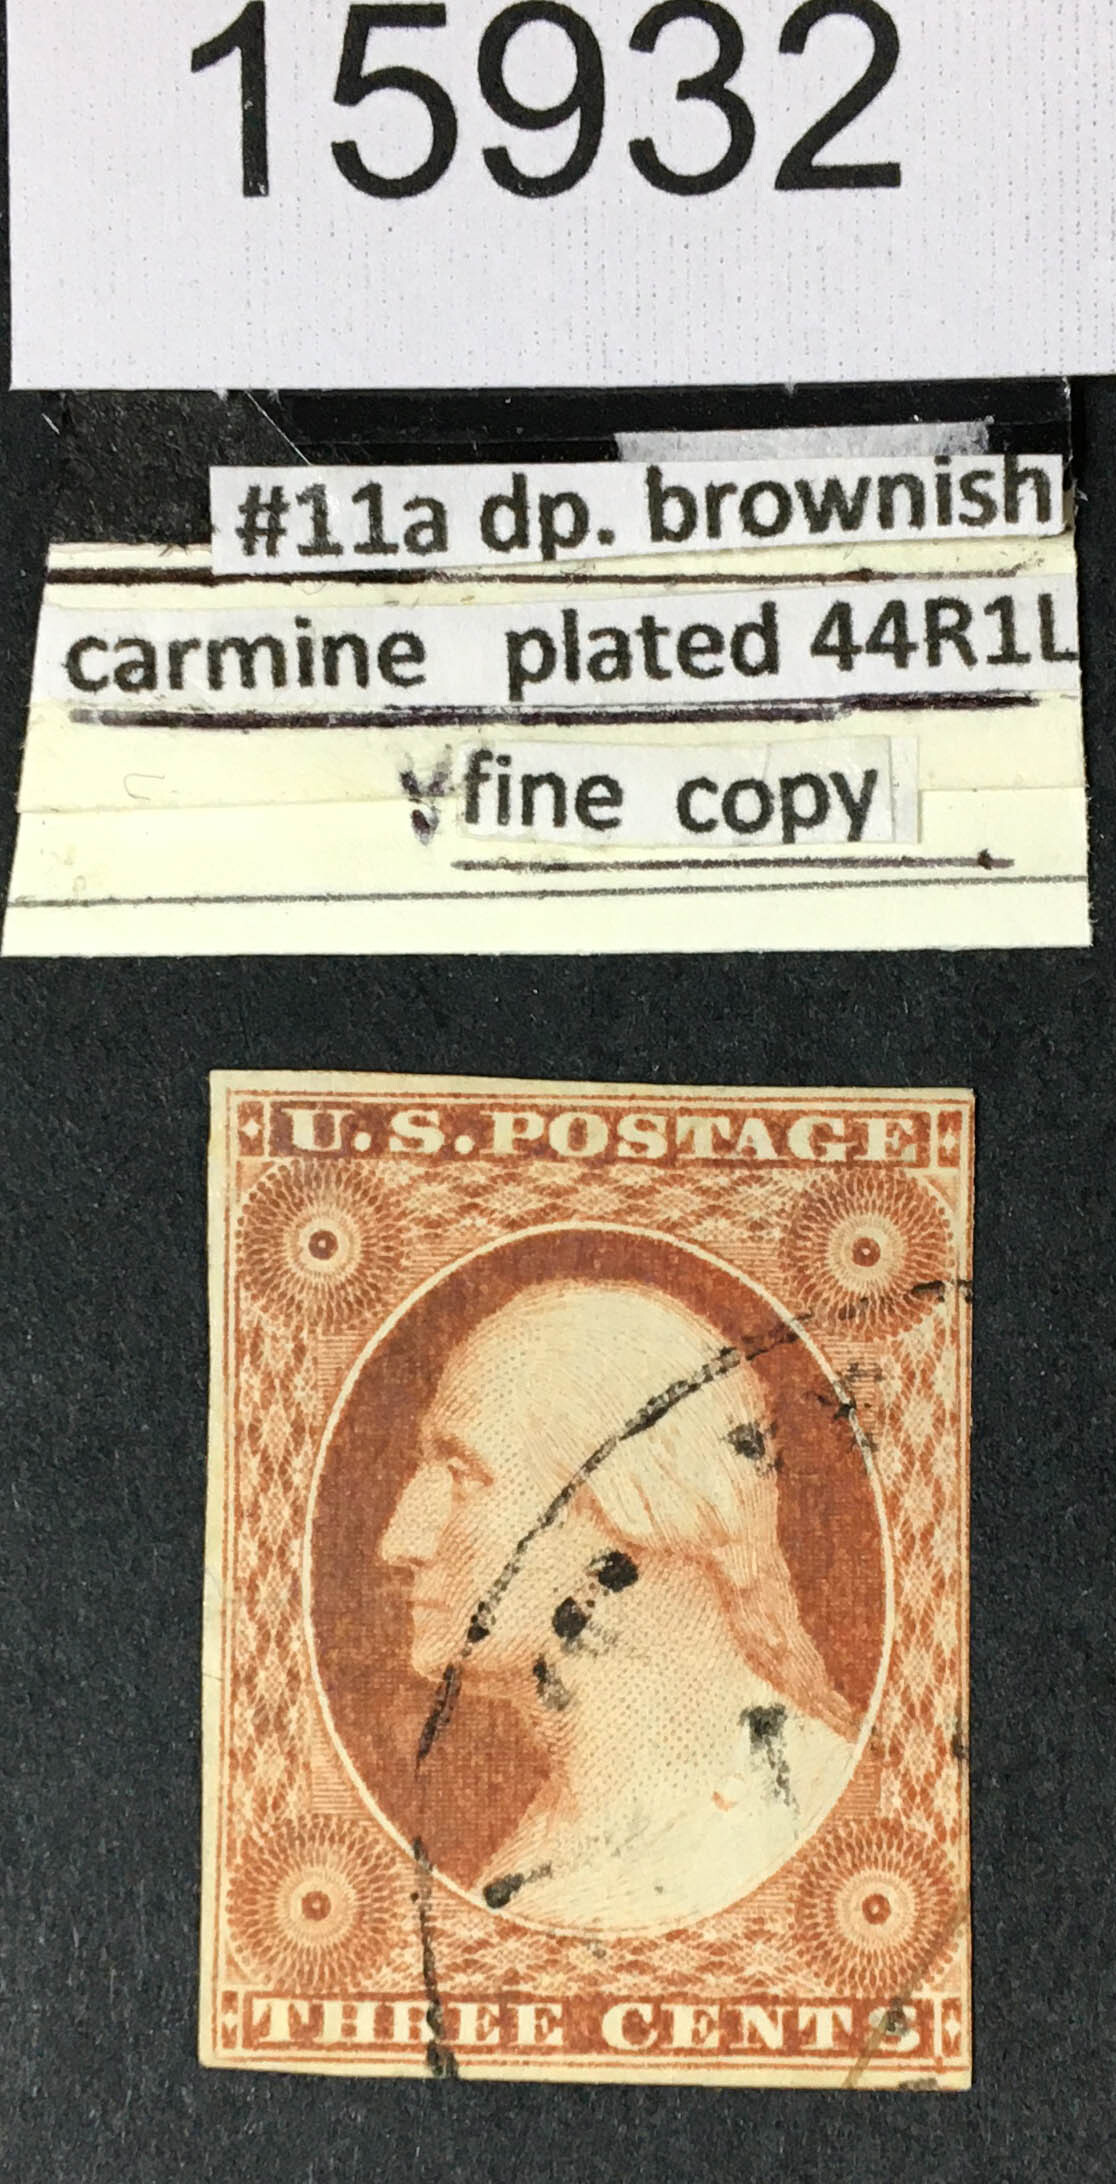 15932
#11a dp. brownish
carmine plated 44R1L
v fine copy
U.S. POSTAGE
THREE CENTS